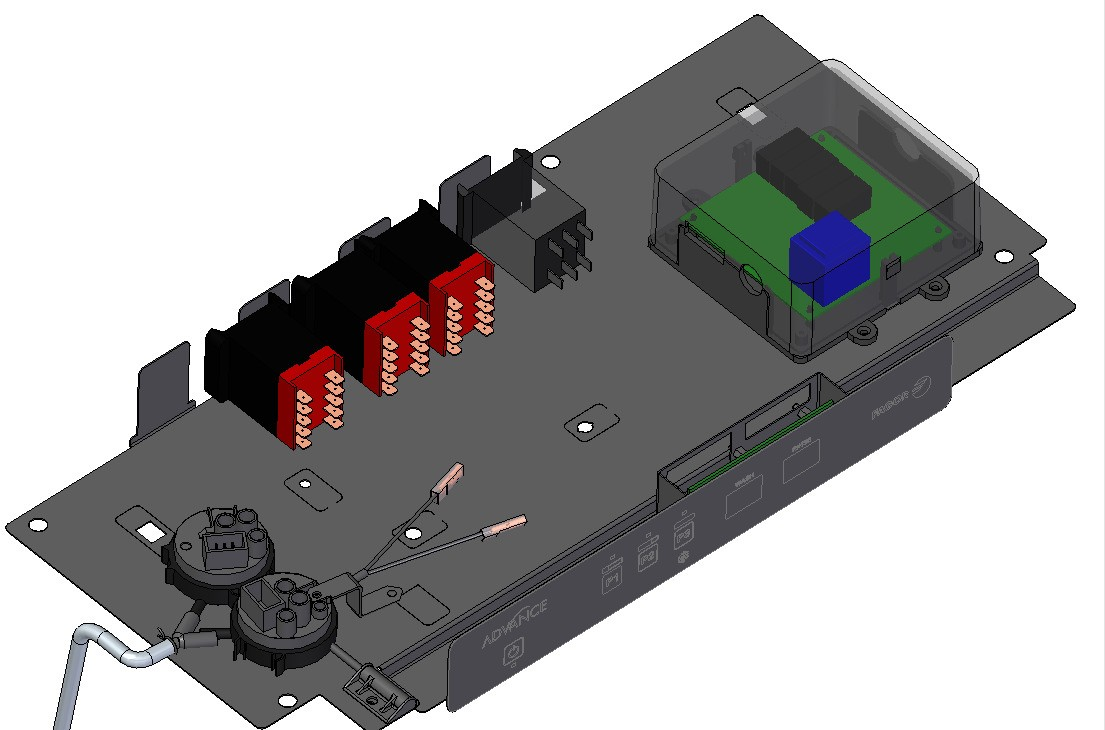 FAGOR
RINSE
WASH
P3
P2
P1
ADVANCE